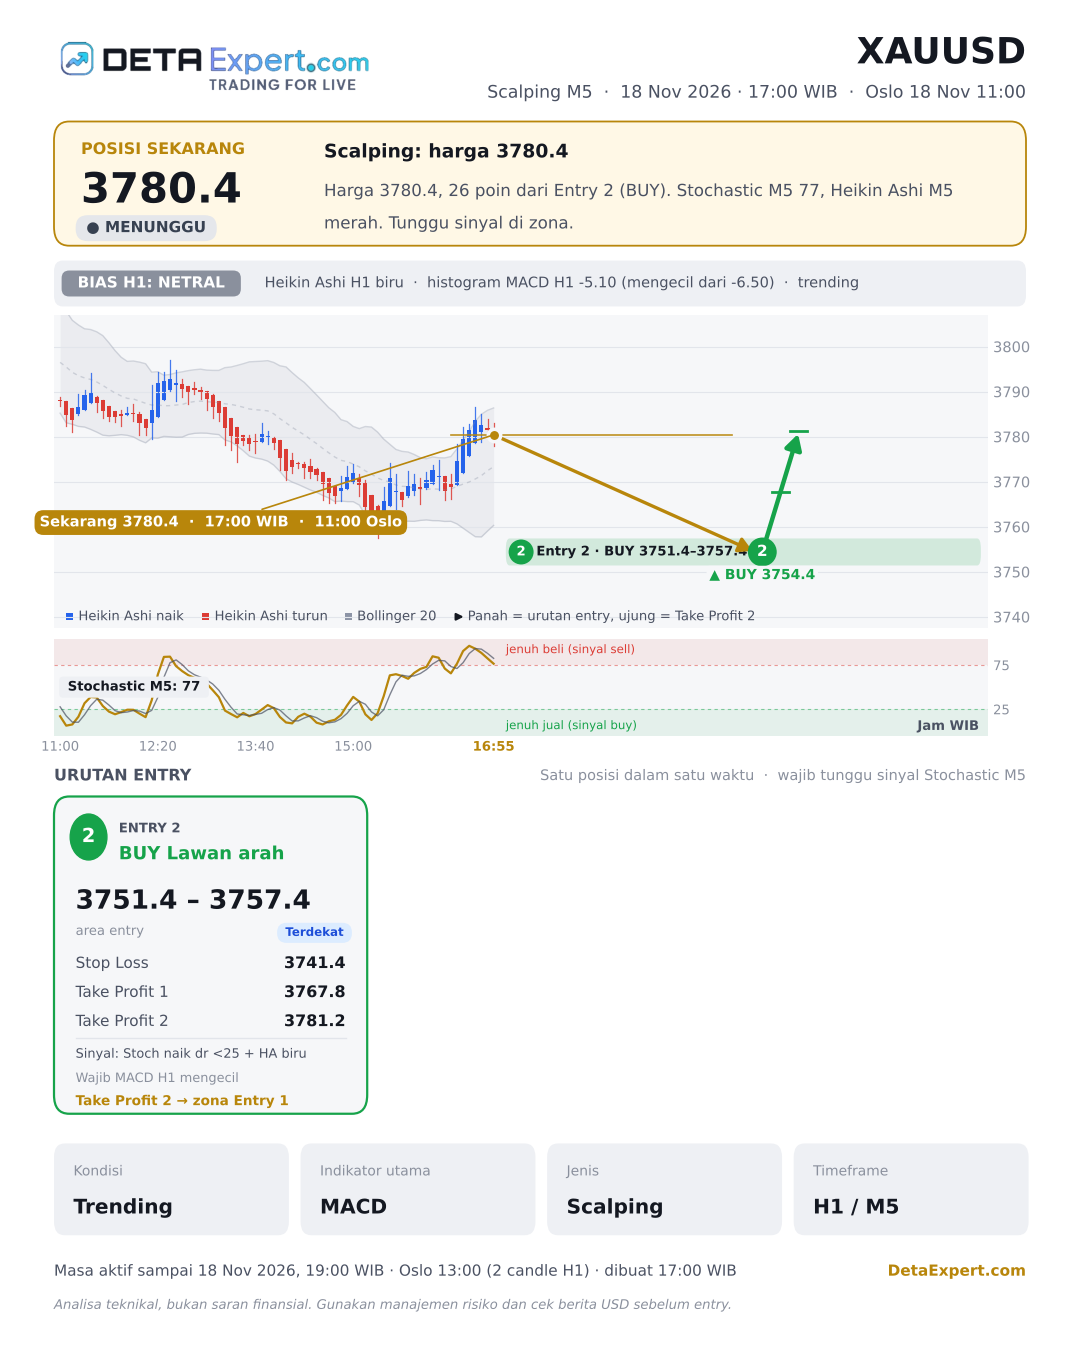 DETA Expert.com
TRADING FOR LIVE
XAUUSD
Scalping M5 · 18 Nov 2026 · 17:00 WIB · Oslo 18 Nov 11:00
POSISI SEKARANG
3780.4
● MENUNGGU
Scalping: harga 3780.4
Harga 3780.4, 26 poin dari Entry 2 (BUY). Stochastic M5 77, Heikin Ashi M5
merah. Tunggu sinyal di zona.
BIAS H1: NETRAL
Heikin Ashi H1 biru · histogram MACD H1 -5.10 (mengecil dari -6.50) · trending
3800
3790
3780
3770
3760
3750
3740
Sekarang 3780.4 · 17:00 WIB · 11:00 Oslo
2 Entry 2 · BUY 3751.4–3757.4
2
▲ BUY 3754.4
Heikin Ashi naik
Heikin Ashi turun
Bollinger 20
Panah = urutan entry, ujung = Take Profit 2
jenuh beli (sinyal sell)
75
Stochastic M5: 77
25
jenuh jual (sinyal buy)
Jam WIB
11:00
12:20
13:40
15:00
16:55
URUTAN ENTRY
Satu posisi dalam satu waktu · wajib tunggu sinyal Stochastic M5
2
ENTRY 2
BUY Lawan arah
3751.4 – 3757.4
area entry
Terdekat
Stop Loss 3741.4
Take Profit 1 3767.8
Take Profit 2 3781.2
Sinyal: Stoch naik dr <25 + HA biru
Wajib MACD H1 mengecil
Take Profit 2 → zona Entry 1
Kondisi
Trending
Indikator utama
MACD
Jenis
Scalping
Timeframe
H1 / M5
Masa aktif sampai 18 Nov 2026, 19:00 WIB · Oslo 13:00 (2 candle H1) · dibuat 17:00 WIB
DetaExpert.com
Analisa teknikal, bukan saran finansial. Gunakan manajemen risiko dan cek berita USD sebelum entry.